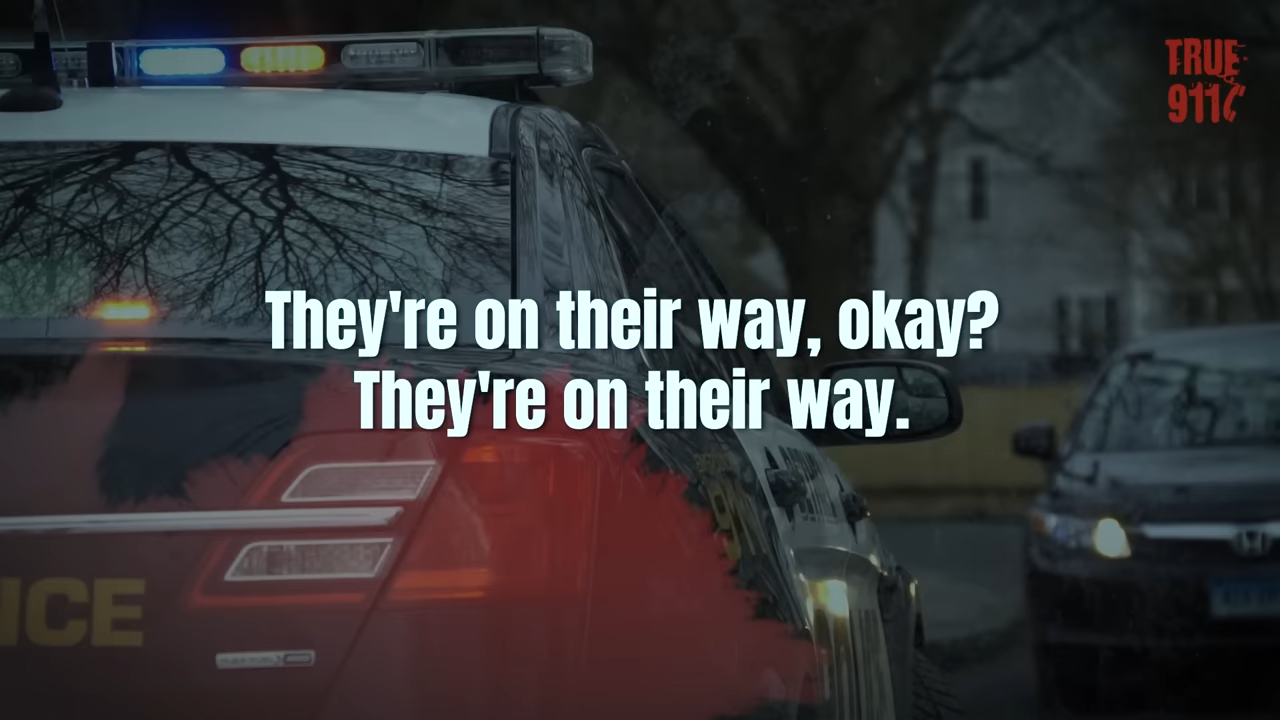 TRUE
911
They're on their way, okay?
They're on their way.
ICE